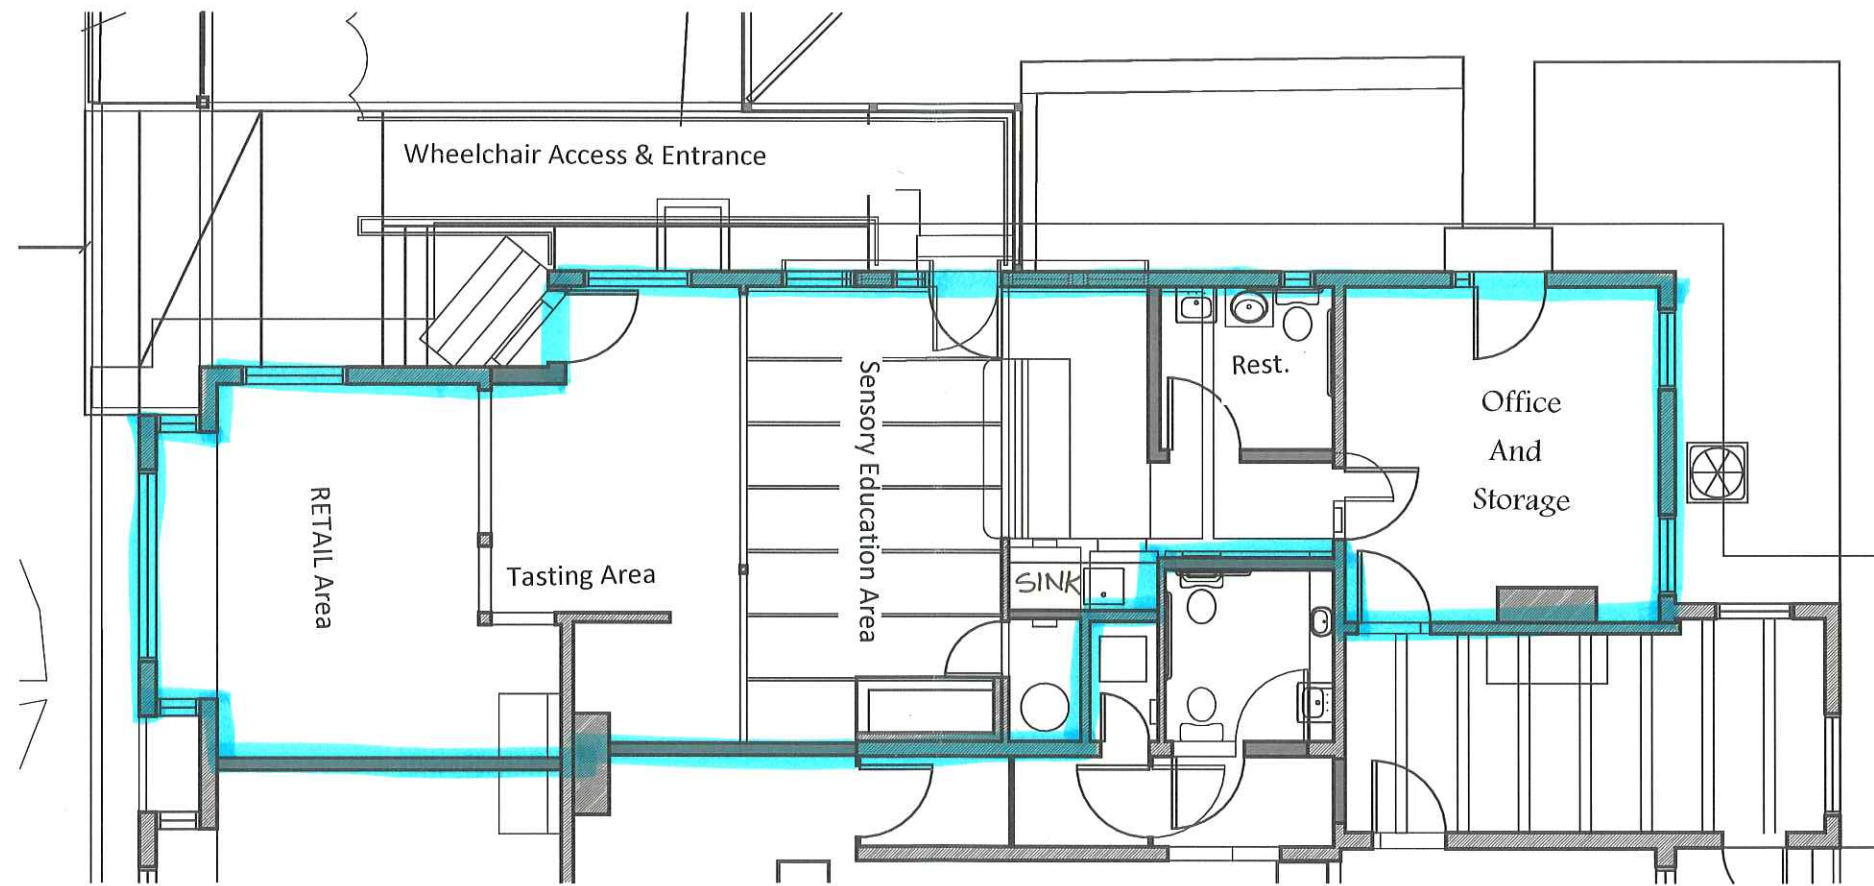 Wheelchair Access & Entrance
Rest.
Office
And
Storage
Sensory Education Area
RETAIL Area
Tasting Area
SINK